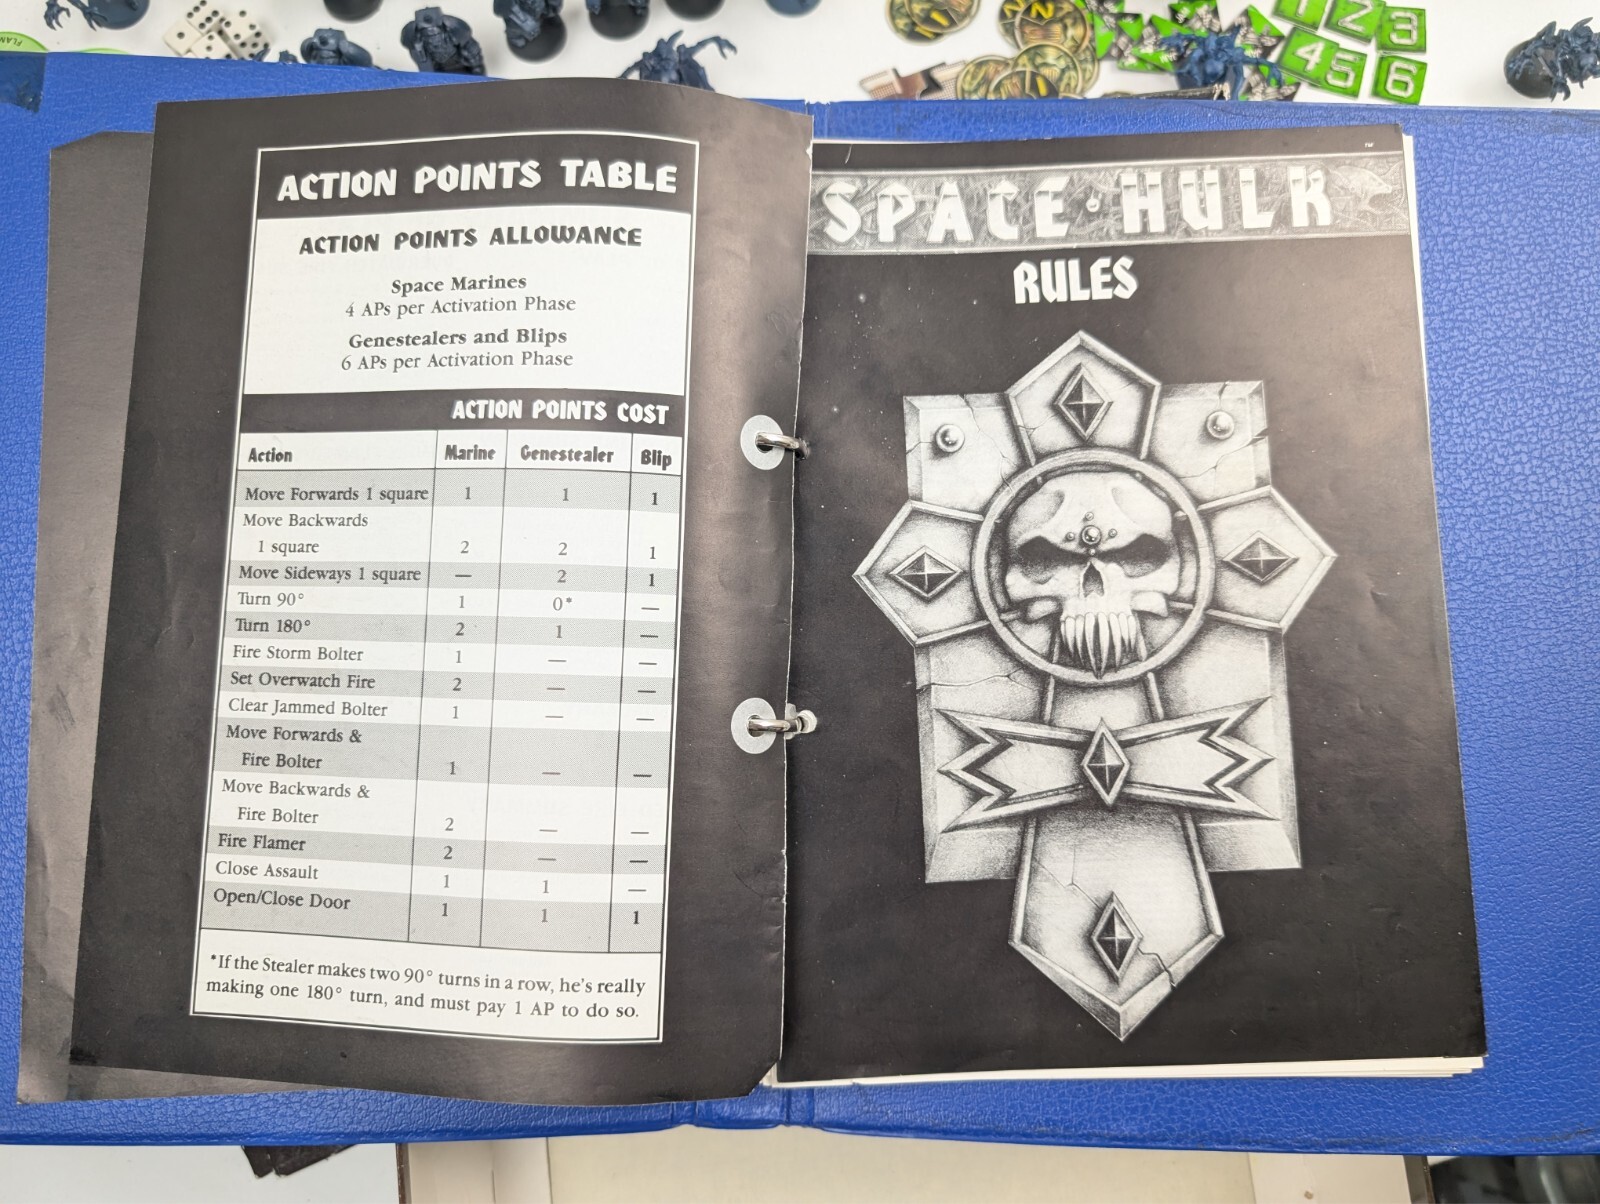 FLAM
1 2 3
4 5 6
ACTION POINTS TABLE
ACTION POINTS ALLOWANCE
Space Marines
4 APs per Activation Phase
Genestealers and Blips
6 APs per Activation Phase
ACTION POINTS COST
Action Marine Genestealer Blip
Move Forwards 1 square 1 1 1
Move Backwards
1 square 2 2 1
Move Sideways 1 square — 2 1
Turn 90° 1 0* —
Turn 180° 2 1 —
Fire Storm Bolter 1 — —
Set Overwatch Fire 2 — —
Clear Jammed Bolter 1 — —
Move Forwards &
Fire Bolter 1 — —
Move Backwards &
Fire Bolter 2 — —
Fire Flamer 2 — —
Close Assault 1 1 —
Open/Close Door 1 1 1
*If the Stealer makes two 90° turns in a row, he's really
making one 180° turn, and must pay 1 AP to do so.
SPACE·HULK
RULES